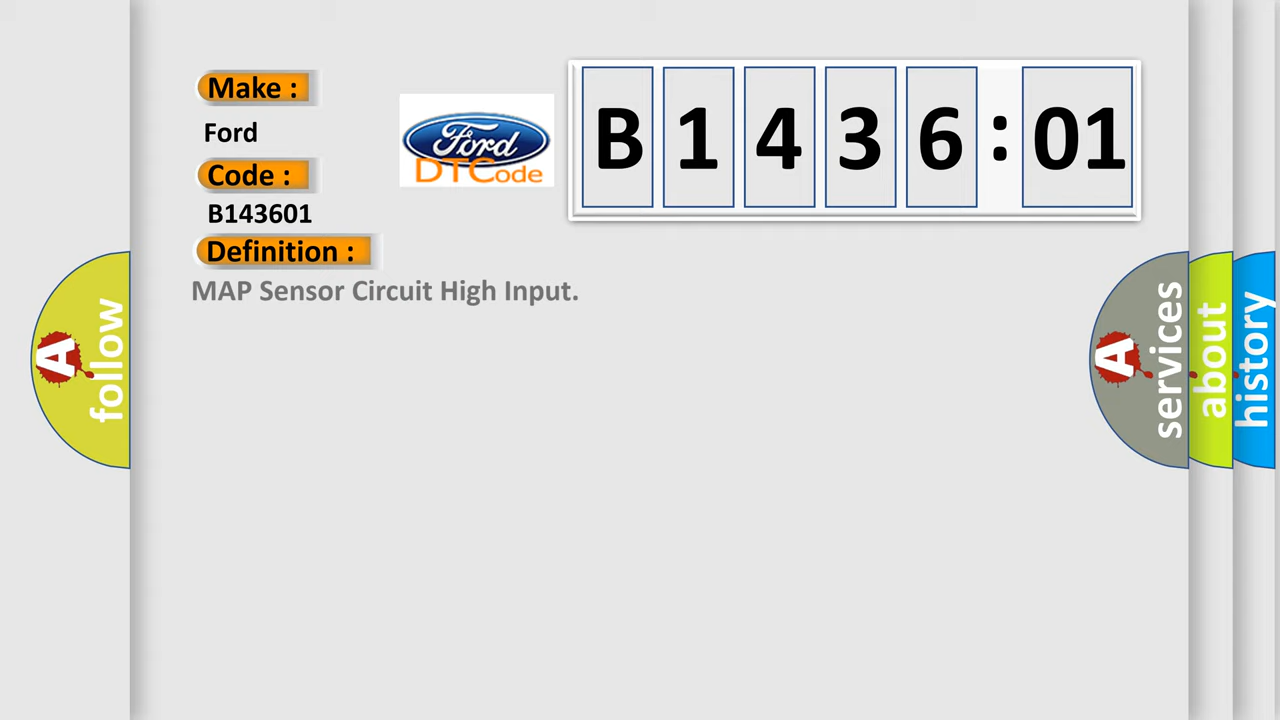 Make :
Ford
Code :
B143601
Definition :
MAP Sensor Circuit High Input.
Ford
DTCode
B 1 4 3 6 : 01
A
follow
A
services
about
history